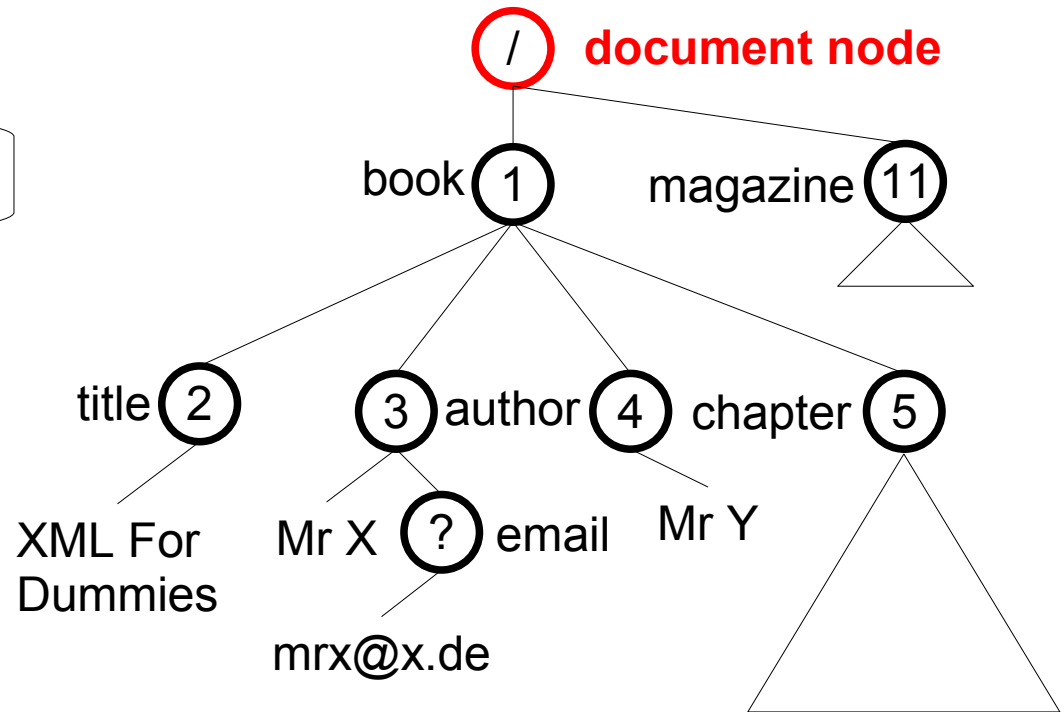 / document node
book 1 magazine 11
title 2 3 author 4 chapter 5
XML For
Dummies
Mr X ? email Mr Y
mrx@x.de